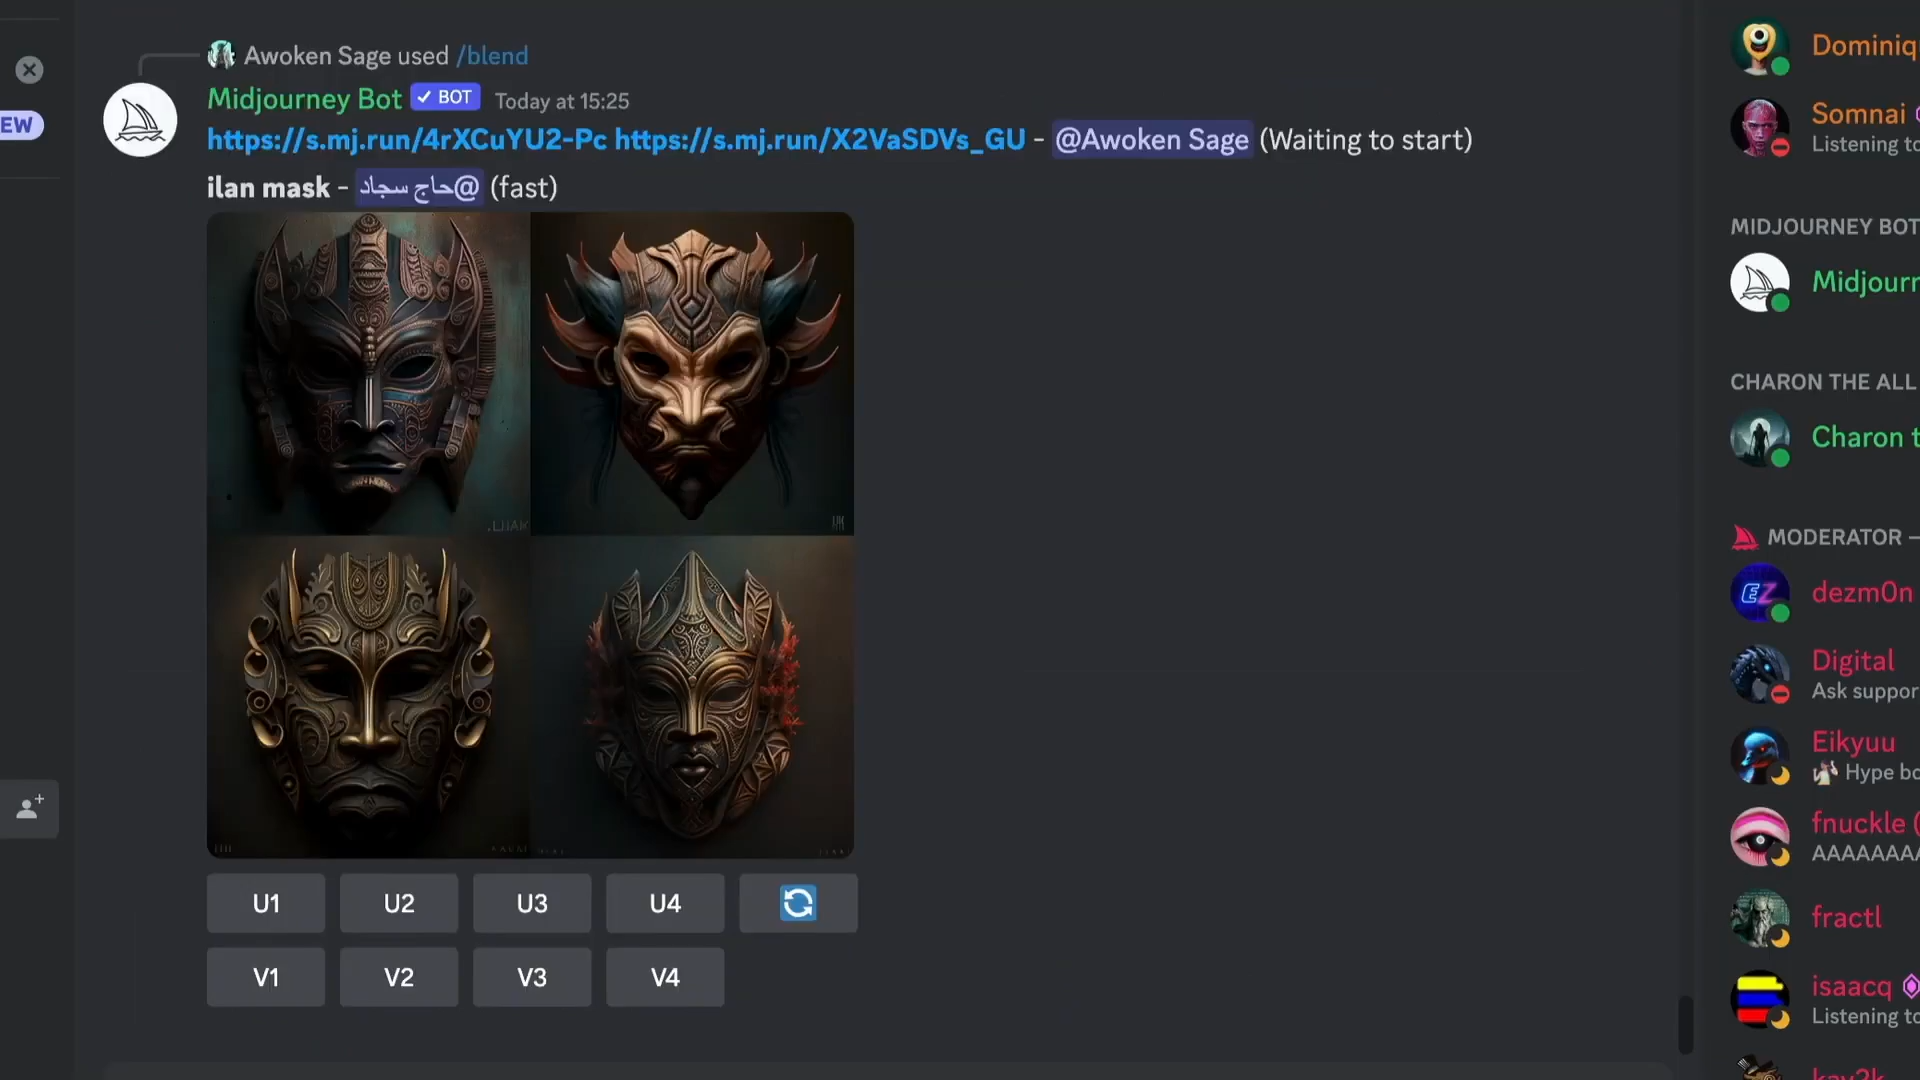 Awoken Sage used /blend
Midjourney Bot ✓ BOT Today at 15:25
https://s.mj.run/4rXCuYU2-Pc https://s.mj.run/X2VaSDVs_GU - @Awoken Sage (Waiting to start)
ilan mask - @حاج سجاد (fast)
U1 U2 U3 U4
V1 V2 V3 V4
EW
Dominiq
Somnai
Listening to
MIDJOURNEY BOT
Midjourn
CHARON THE ALL
Charon t
MODERATOR —
EZ
dezm0n
Digital
Ask suppor
Eikyuu
Hype bo
fnuckle (
AAAAAAAA
fractl
isaacq
Listening to